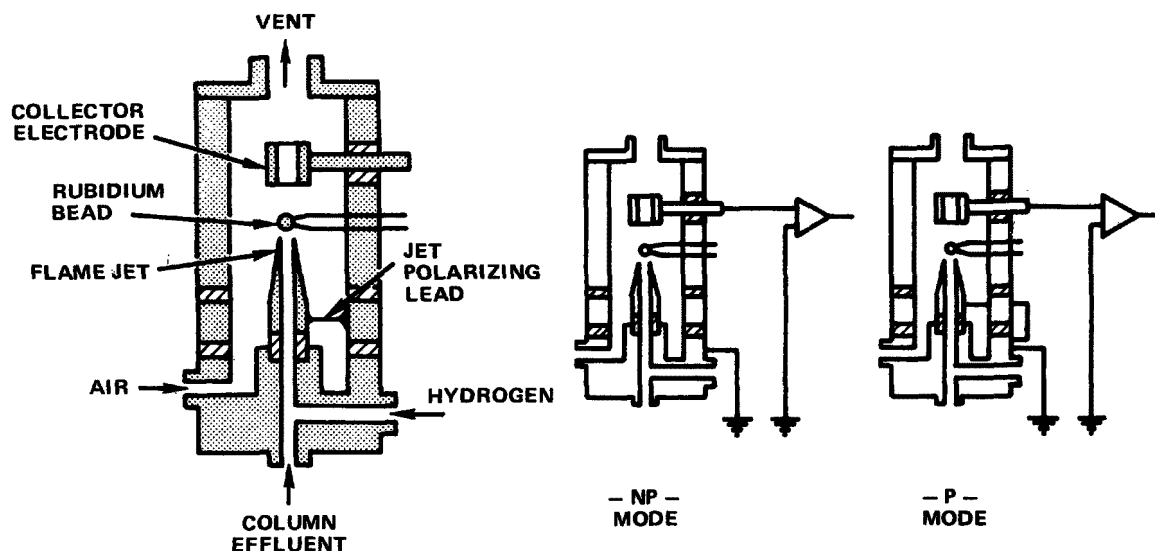 VENT
COLLECTOR
ELECTRODE
RUBIDIUM
BEAD
FLAME JET
JET
POLARIZING
LEAD
AIR
HYDROGEN
COLUMN
EFFLUENT
– NP –
MODE
– P –
MODE